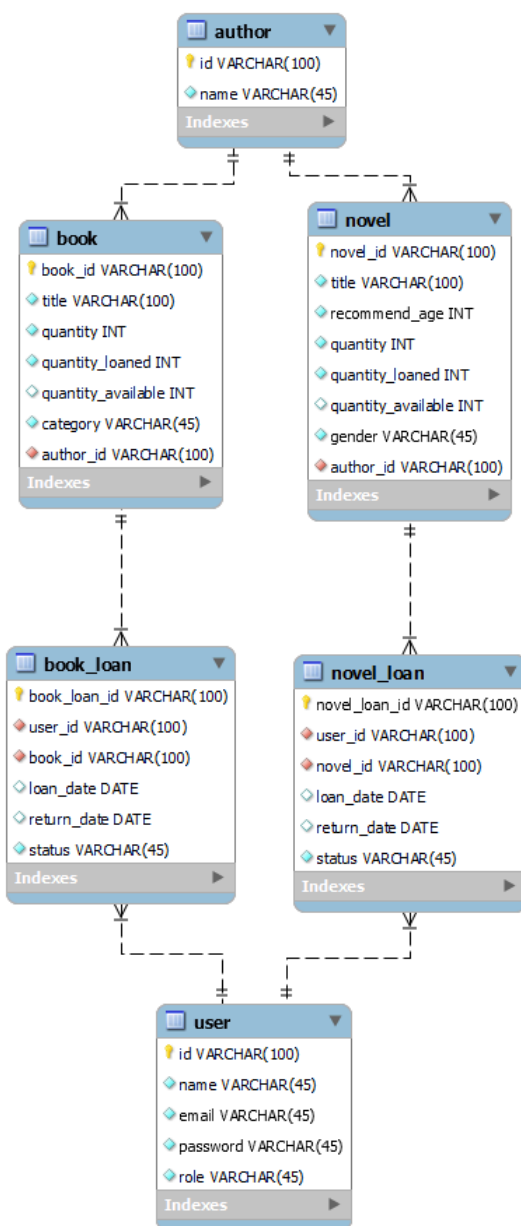 author
id VARCHAR(100)
name VARCHAR(45)
Indexes
book
book_id VARCHAR(100)
title VARCHAR(100)
quantity INT
quantity_loaned INT
quantity_available INT
category VARCHAR(45)
author_id VARCHAR(100)
Indexes
novel
novel_id VARCHAR(100)
title VARCHAR(100)
recommend_age INT
quantity INT
quantity_loaned INT
quantity_available INT
gender VARCHAR(45)
author_id VARCHAR(100)
Indexes
book_loan
book_loan_id VARCHAR(100)
user_id VARCHAR(100)
book_id VARCHAR(100)
loan_date DATE
return_date DATE
status VARCHAR(45)
Indexes
novel_loan
novel_loan_id VARCHAR(100)
user_id VARCHAR(100)
novel_id VARCHAR(100)
loan_date DATE
return_date DATE
status VARCHAR(45)
Indexes
user
id VARCHAR(100)
name VARCHAR(45)
email VARCHAR(45)
password VARCHAR(45)
role VARCHAR(45)
Indexes